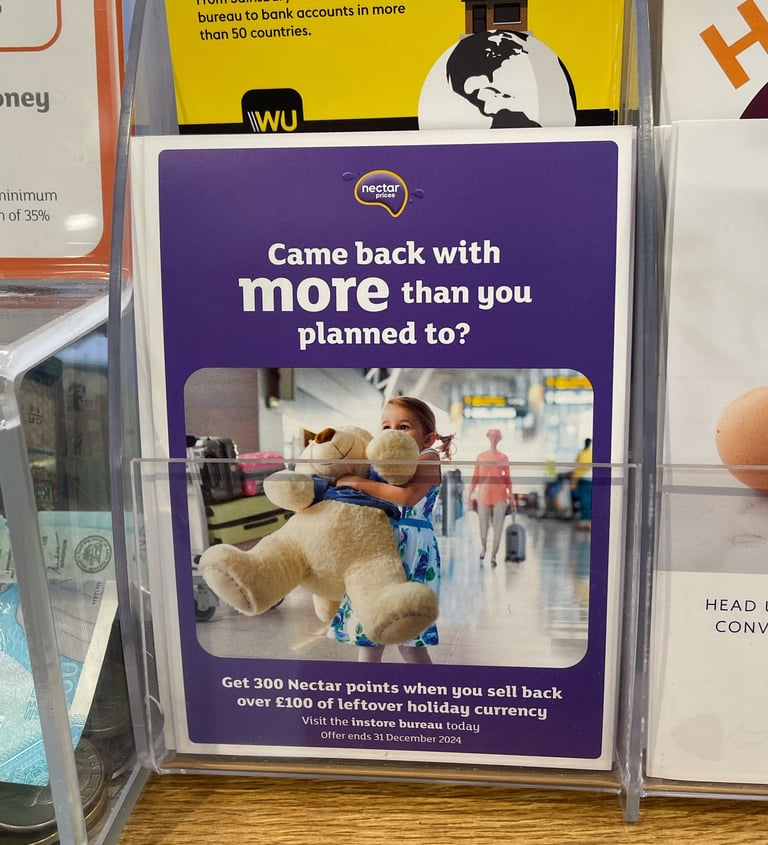 bureau to bank accounts in more
than 50 countries.
WU
oney
minimum
of 35%
nectar
prices
Came back with
more than you
planned to?
Get 300 Nectar points when you sell back
over £100 of leftover holiday currency
Visit the instore bureau today
Offer ends 31 December 2024
H
HEAD
CONV